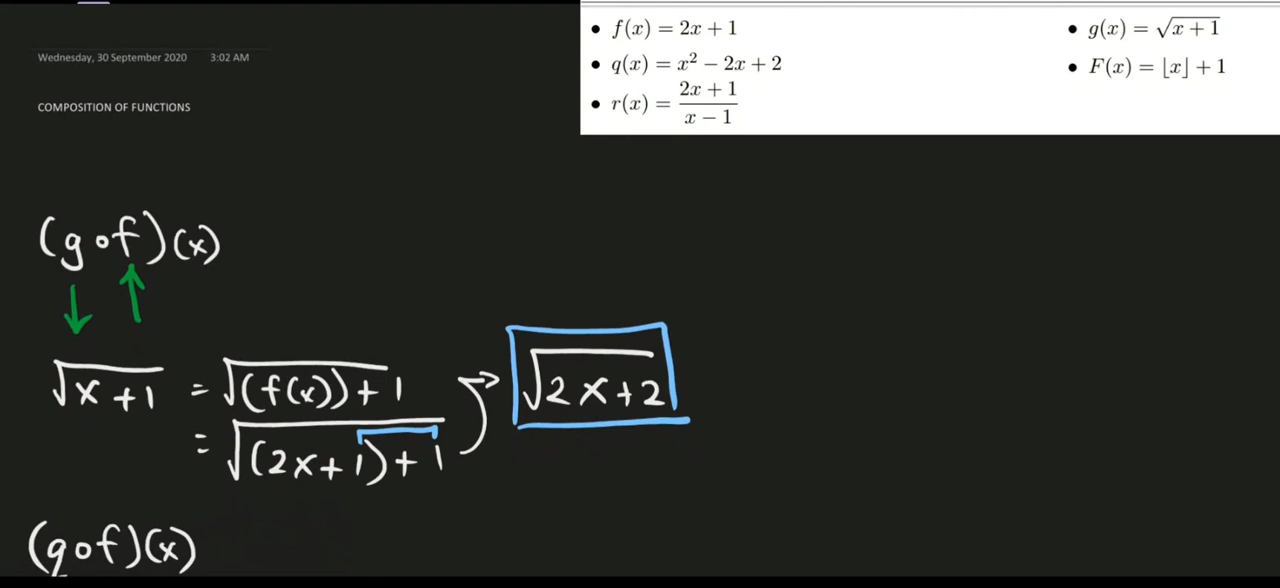 Wednesday, 30 September 2020 3:02 AM
COMPOSITION OF FUNCTIONS
• f(x) = 2x + 1
• q(x) = x² − 2x + 2
• r(x) = (2x + 1)/(x − 1)
• g(x) = √(x + 1)
• F(x) = ⌊x⌋ + 1
(g∘f)(x)
√(x+1) = √((f(x))+1)
= √((2x+1)+1)
√(2x+2)
(q∘f)(x)